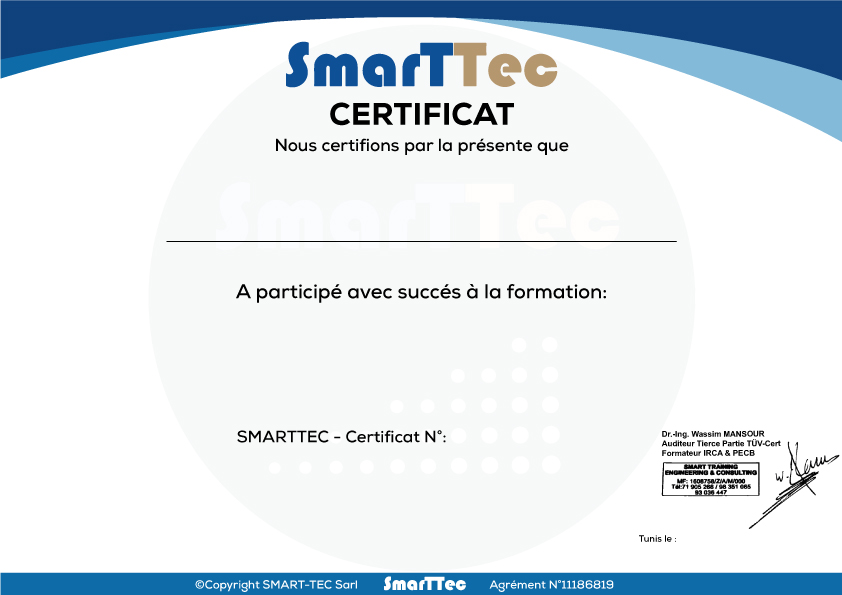 SmarTTec
CERTIFICAT
Nous certifions par la présente que
SmarTTec
A participé avec succés à la formation:
SMARTTEC - Certificat N°:
Dr.-Ing. Wassim MANSOUR
Auditeur Tierce Partie TÜV-Cert
Formateur IRCA & PECB
SMART TRAINING
ENGINEERING & CONSULTING
MF: 1606758/Z/A/M/000
Tél:71 905 266 / 98 351 065
93 036 447
Tunis le :
©Copyright SMART-TEC Sarl SmarTTec Agrément N°11186819